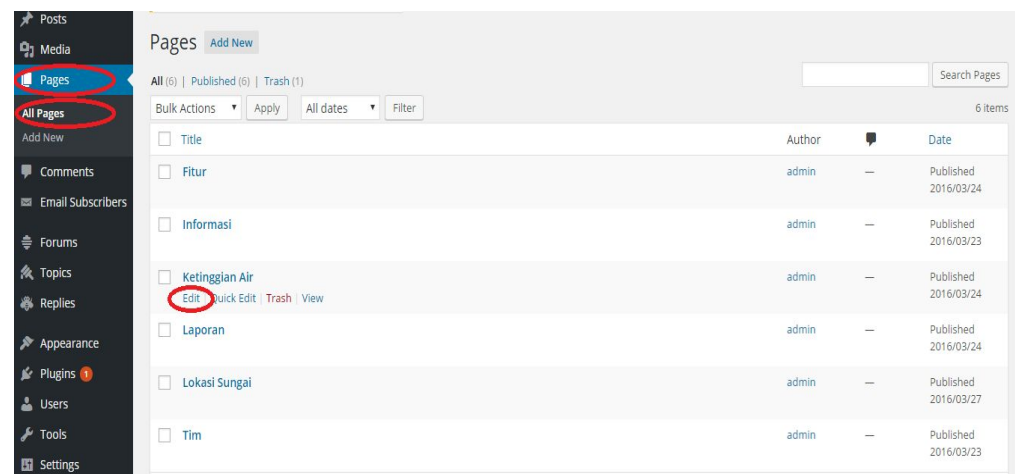 Posts
Media
Pages
All Pages
Add New
Comments
Email Subscribers
Forums
Topics
Replies
Appearance
Plugins 1
Users
Tools
Settings
Pages Add New
All (6) | Published (6) | Trash (1)
Search Pages
Bulk Actions Apply All dates Filter
6 items
Title Author Date
Fitur admin — Published
2016/03/24
Informasi admin — Published
2016/03/23
Ketinggian Air admin — Published
2016/03/24
Edit | Quick Edit | Trash | View
Laporan admin — Published
2016/03/24
Lokasi Sungai admin — Published
2016/03/27
Tim admin — Published
2016/03/23